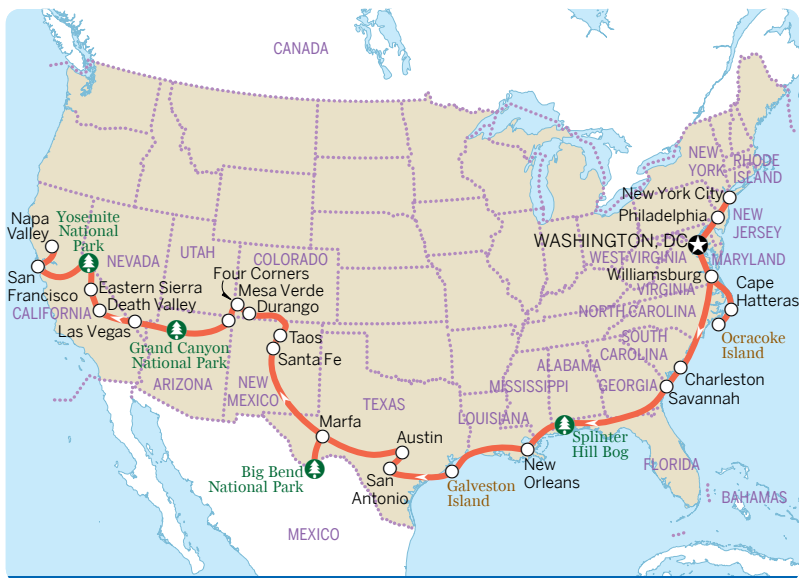 CANADA
NEW
YORK
RHODE
ISLAND
New York City
Philadelphia
NEW
JERSEY
WASHINGTON, DC
WEST VIRGINIA
MARYLAND
Williamsburg
VIRGINIA
Cape
Hatteras
NORTH CAROLINA
Ocracoke
Island
SOUTH
CAROLINA
Charleston
Savannah
GEORGIA
ALABAMA
MISSISSIPPI
LOUISIANA
Splinter
Hill Bog
FLORIDA
BAHAMAS
New
Orleans
Galveston
Island
Austin
San
Antonio
TEXAS
Marfa
Big Bend
National Park
MEXICO
NEW
MEXICO
Santa Fe
Taos
Durango
Mesa Verde
Four Corners
COLORADO
UTAH
ARIZONA
Grand Canyon
National Park
Las Vegas
Death Valley
Eastern Sierra
NEVADA
Yosemite
National
Park
Napa
Valley
San
Francisco
CALIFORNIA